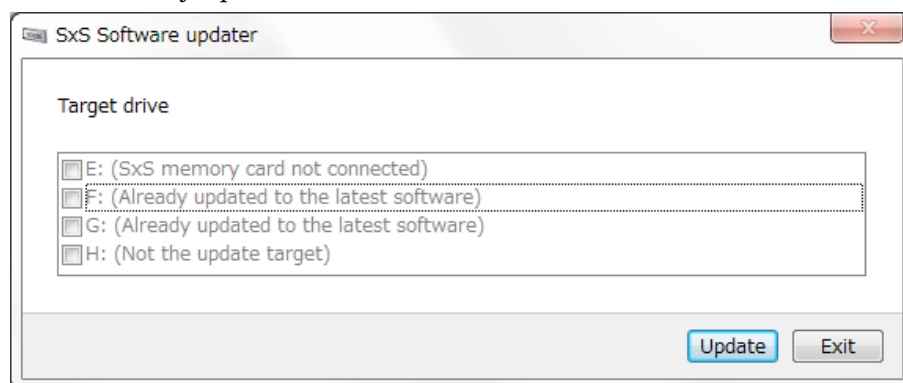 SxS Software updater
Target drive
E: (SxS memory card not connected)
F: (Already updated to the latest software)
G: (Already updated to the latest software)
H: (Not the update target)
Update Exit